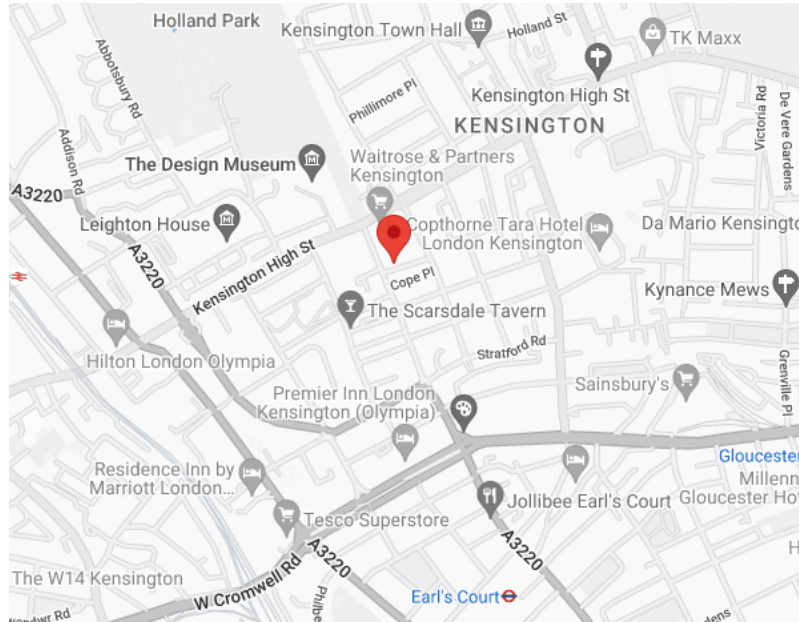 Holland Park
Kensington Town Hall
Holland St
TK Maxx
Abbotsbury Rd
Phillimore Pl
Kensington High St
KENSINGTON
Victoria Rd
De Vere Gardens
Addison Rd
The Design Museum
Waitrose & Partners
Kensington
A3220
Leighton House
Copthorne Tara Hotel
London Kensington
Da Mario Kensingto
A3220
Kensington High St
Cope Pl
Kynance Mews
The Scarsdale Tavern
Hilton London Olympia
Stratford Rd
Grenville Pl
Sainsbury's
Premier Inn London
Kensington (Olympia)
Gloucester
Residence Inn by
Marriott London...
Millenn
Gloucester Ho
Jollibee Earl's Court
Tesco Superstore
A3220
A3220
H
The W14 Kensington
W Cromwell Rd
Philbe
Earl's Court
dens